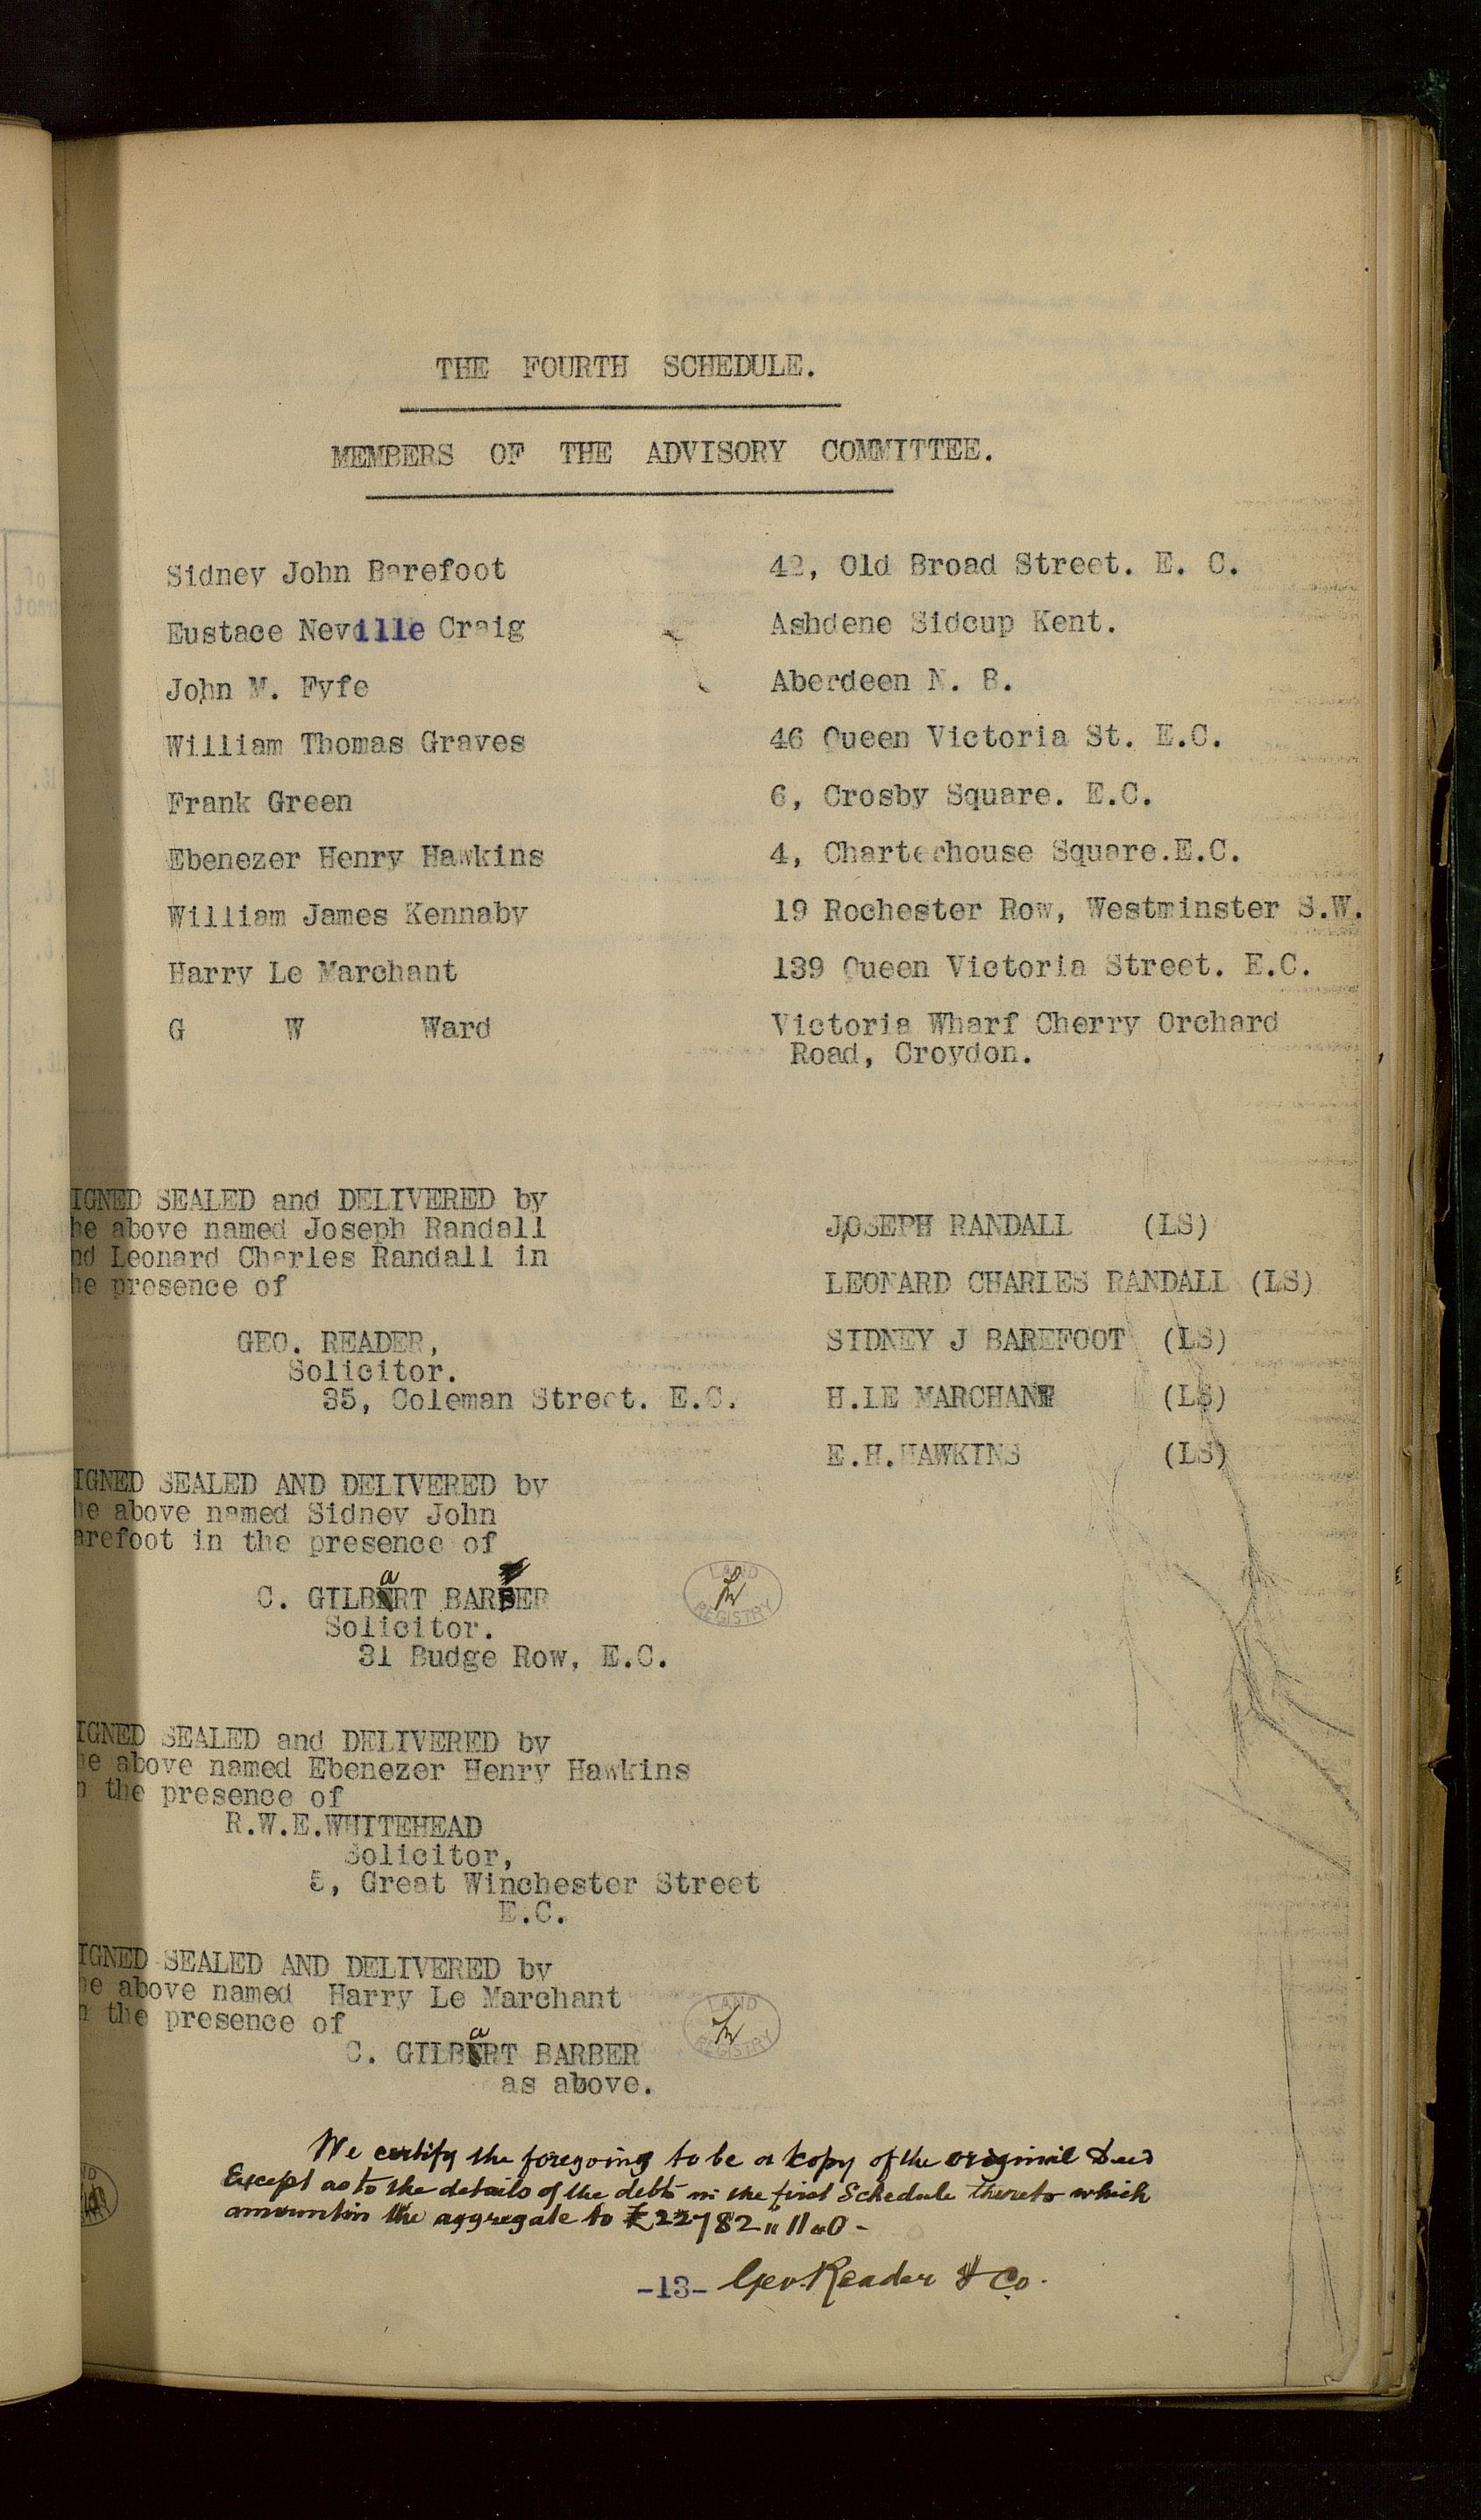 THE FOURTH SCHEDULE.
MEMBERS OF THE ADVISORY COMMITTEE.
Sidney John Barefoot 42, Old Broad Street. E. C.
Eustace Neville Craig Ashdene Sidcup Kent.
John M. Fyfe Aberdeen N. B.
William Thomas Graves 46 Queen Victoria St. E.C.
Frank Green 6, Crosby Square. E.C.
Ebenezer Henry Hawkins 4, Charterhouse Square.E.C.
William James Kennaby 19 Rochester Row, Westminster S.W.
Harry Le Marchant 139 Queen Victoria Street. E.C.
G W Ward Victoria Wharf Cherry Orchard
Road, Croydon.
IGNED SEALED and DELIVERED by
he above named Joseph Randall
nd Leonard Charles Randall in
he presence of
GEO. READER,
Solicitor.
35, Coleman Street. E.C.
JOSEPH RANDALL (LS)
LEONARD CHARLES RANDALL (LS)
SIDNEY J BAREFOOT (LS)
H.LE MARCHANT (LS)
E.H.HAWKINS (LS)
IGNED SEALED AND DELIVERED by
he above named Sidney John
arefoot in the presence of
C. GILBART BARBER
Solicitor.
31 Budge Row, E.C.
LAND REGISTRY
IGNED SEALED and DELIVERED by
he above named Ebenezer Henry Hawkins
n the presence of
R.W.E.WHITEHEAD
Solicitor,
5, Great Winchester Street
E.C.
IGNED SEALED AND DELIVERED by
he above named Harry Le Marchant
n the presence of
C. GILBART BARBER
as above.
LAND REGISTRY
We certify the foregoing to be a copy of the original Deed
Except as to the details of the debts in the first Schedule thereto which
amount in the aggregate to £22782"11"0-
-13- Geo. Reader & Co.